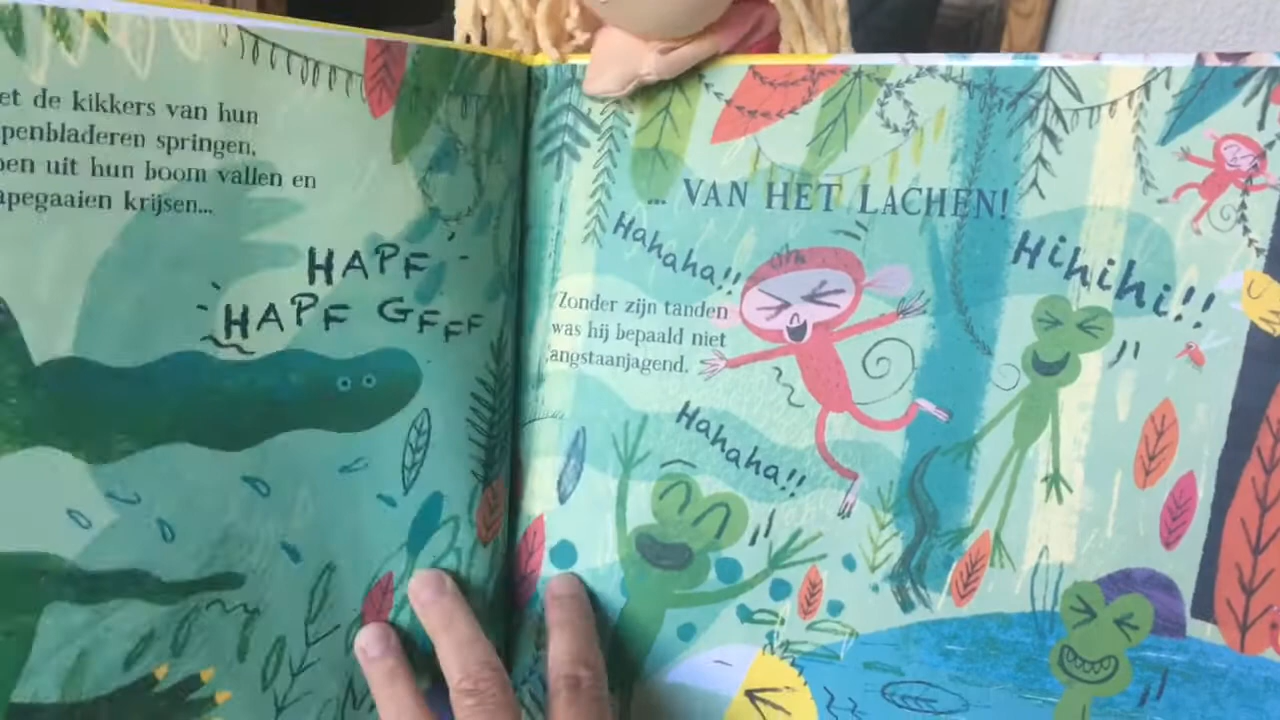 et de kikkers van hun
penbladeren springen,
en uit hun boom vallen en
apegaaien krijsen...
HAPF
HAPF GFFF
... VAN HET LACHEN!
Hahaha!!
Hihihi!!
Zonder zijn tanden
was hij bepaald niet
angstaanjagend.
Hahaha!!